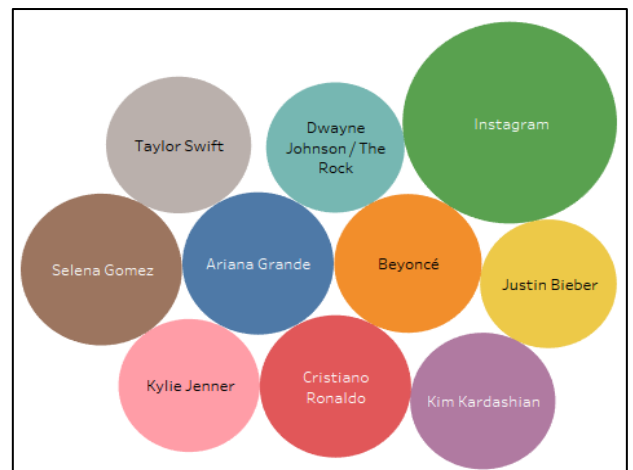 Instagram
Taylor Swift
Dwayne
Johnson / The
Rock
Selena Gomez
Ariana Grande
Beyoncé
Justin Bieber
Kylie Jenner
Cristiano
Ronaldo
Kim Kardashian